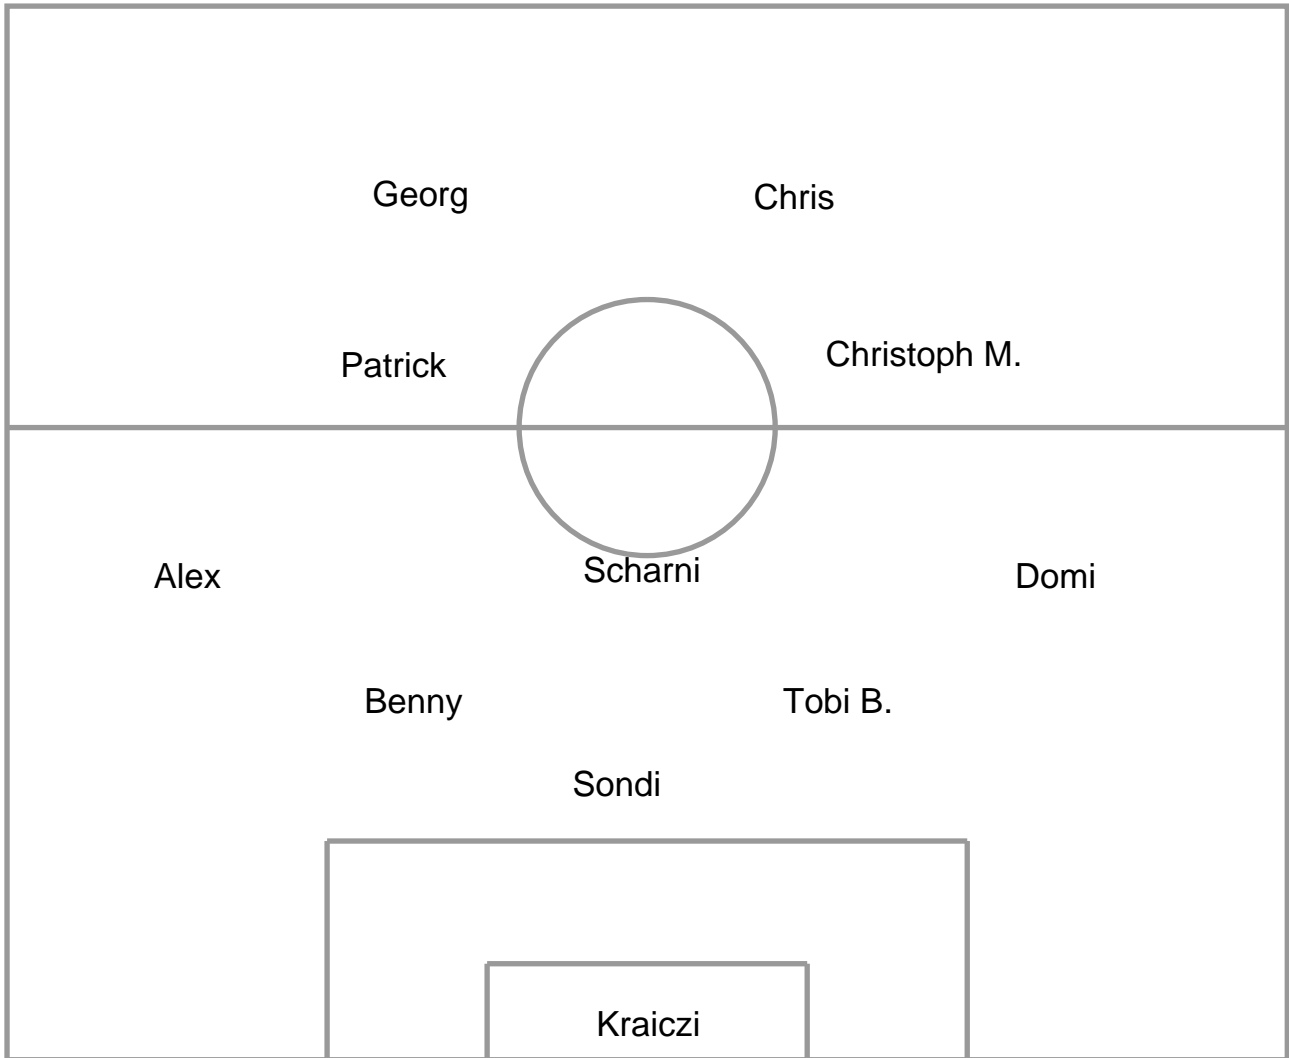 Georg
Chris
Patrick
Christoph M.
Alex
Scharni
Domi
Benny
Tobi B.
Sondi
Kraiczi